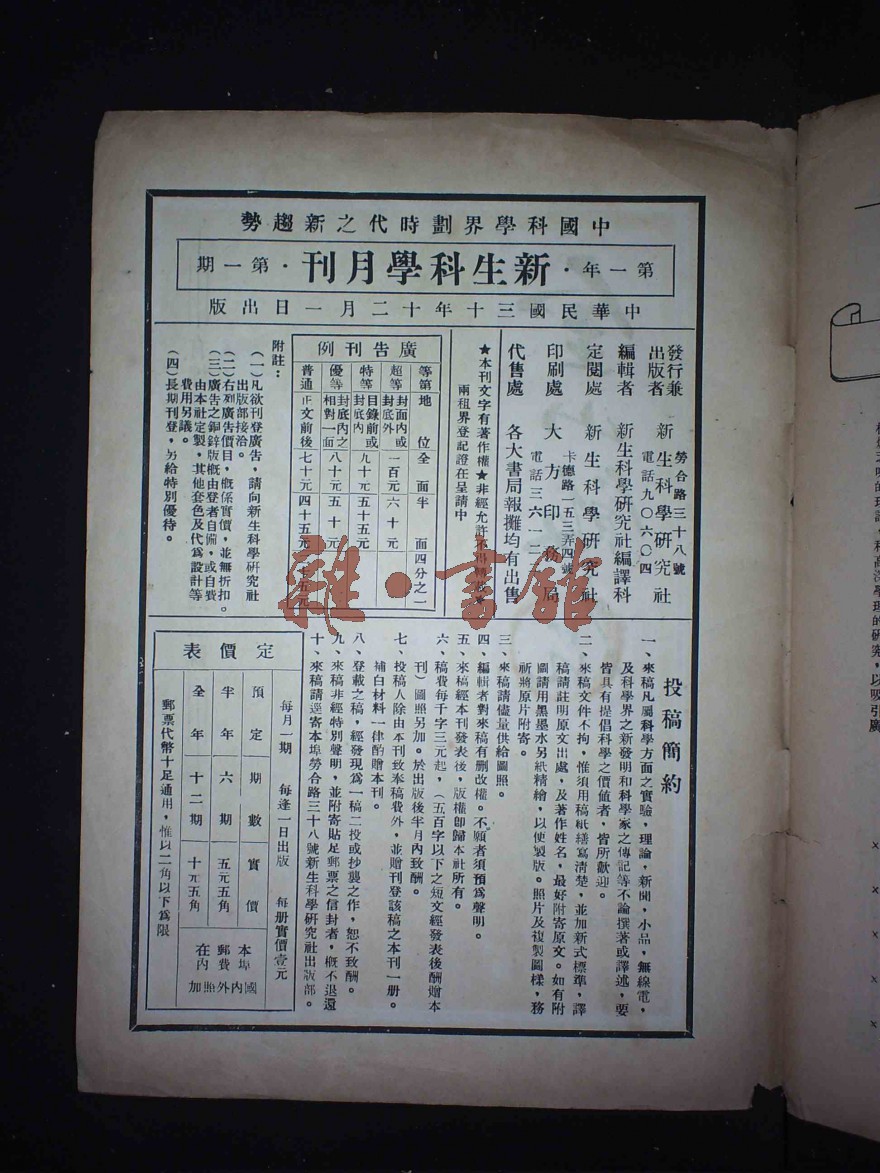 中國科學界劃時代之新趨勢
第一年·新生科學月刊·第一期
中華民國三十年十二月一日出版
發行兼出版者 新生科學研究社
勞合路三十八號
電話九〇六〇四
編輯者 新生科學研究社編譯科
定閱處 新生科學研究社
卡德路一五三弄四號
電話三六一二
印刷處 大方印務局
代售處 各大書局報攤均有出售
★本刊文字有著作權★非經允許不得轉載★
兩租界登記證在呈請中
廣告刊例
等第 地位 全面 半面 四分之一
超等 封面內或封底外 一百元 六十元
特等 目錄前或封底內 九十元 五十五元
優等 封底內之相對一面 八十元 五十元
普通 正文前後 七十元 四十五元 五元
附註：
（一）凡欲刊登廣告，請向新生科學研究社
出版部接洽。
（二）右列廣告價目，概係實價，並無折扣。
（三）廣告之銅鋅版概由登者自備，或自費
由本社定製，其他套色及代為設計等
費用另議。
（四）長期刊登，另給特別優待。
投稿簡約
一、來稿凡屬科學方面之實驗，理論，新聞，小品，無線電，
及科學界之新發明和科學家之傳記等不論撰著或譯述，要
皆具有提倡科學之價值者，皆所歡迎。
二、來稿文件不拘，惟須用稿紙繕寫清楚，並加新式標準，譯
稿請註明原文出處，及著作姓名，最好附寄原文。如有附
圖請用黑墨水另紙精繪，以便製版。照片及複製圖樣，務
祈將原片附寄。
三、來稿請儘量供給圖照。
四、編輯者對來稿有刪改權。不願者須預為聲明。
五、來稿經本刊發表後，版權卽歸本社所有。
六、稿費每千字三元起，（五百字以下之短文經發表後酬贈本
刊）圖照另加。於出版後半月內致酬。
七、投稿人除由本刊致奉稿費外，並贈刊登該稿之本刊一册。
補白材料一律酌贈本刊。
八、登載之稿，經發現為一稿二投或抄襲之作，恕不致酬。
九、來稿非經特別聲明，並附寄貼足郵票之信封者，概不退還
十、來稿請逕寄本埠勞合路三十八號新生科學研究社出版部。
每月一期 每逢一日出版 每册實價壹元
定價表
預定期數 實價 本埠國內郵費在內外照加
半年六期 五元五角
全年十二期 十元五角
郵票代幣十足通用，惟以二角以下為限
雜·書館